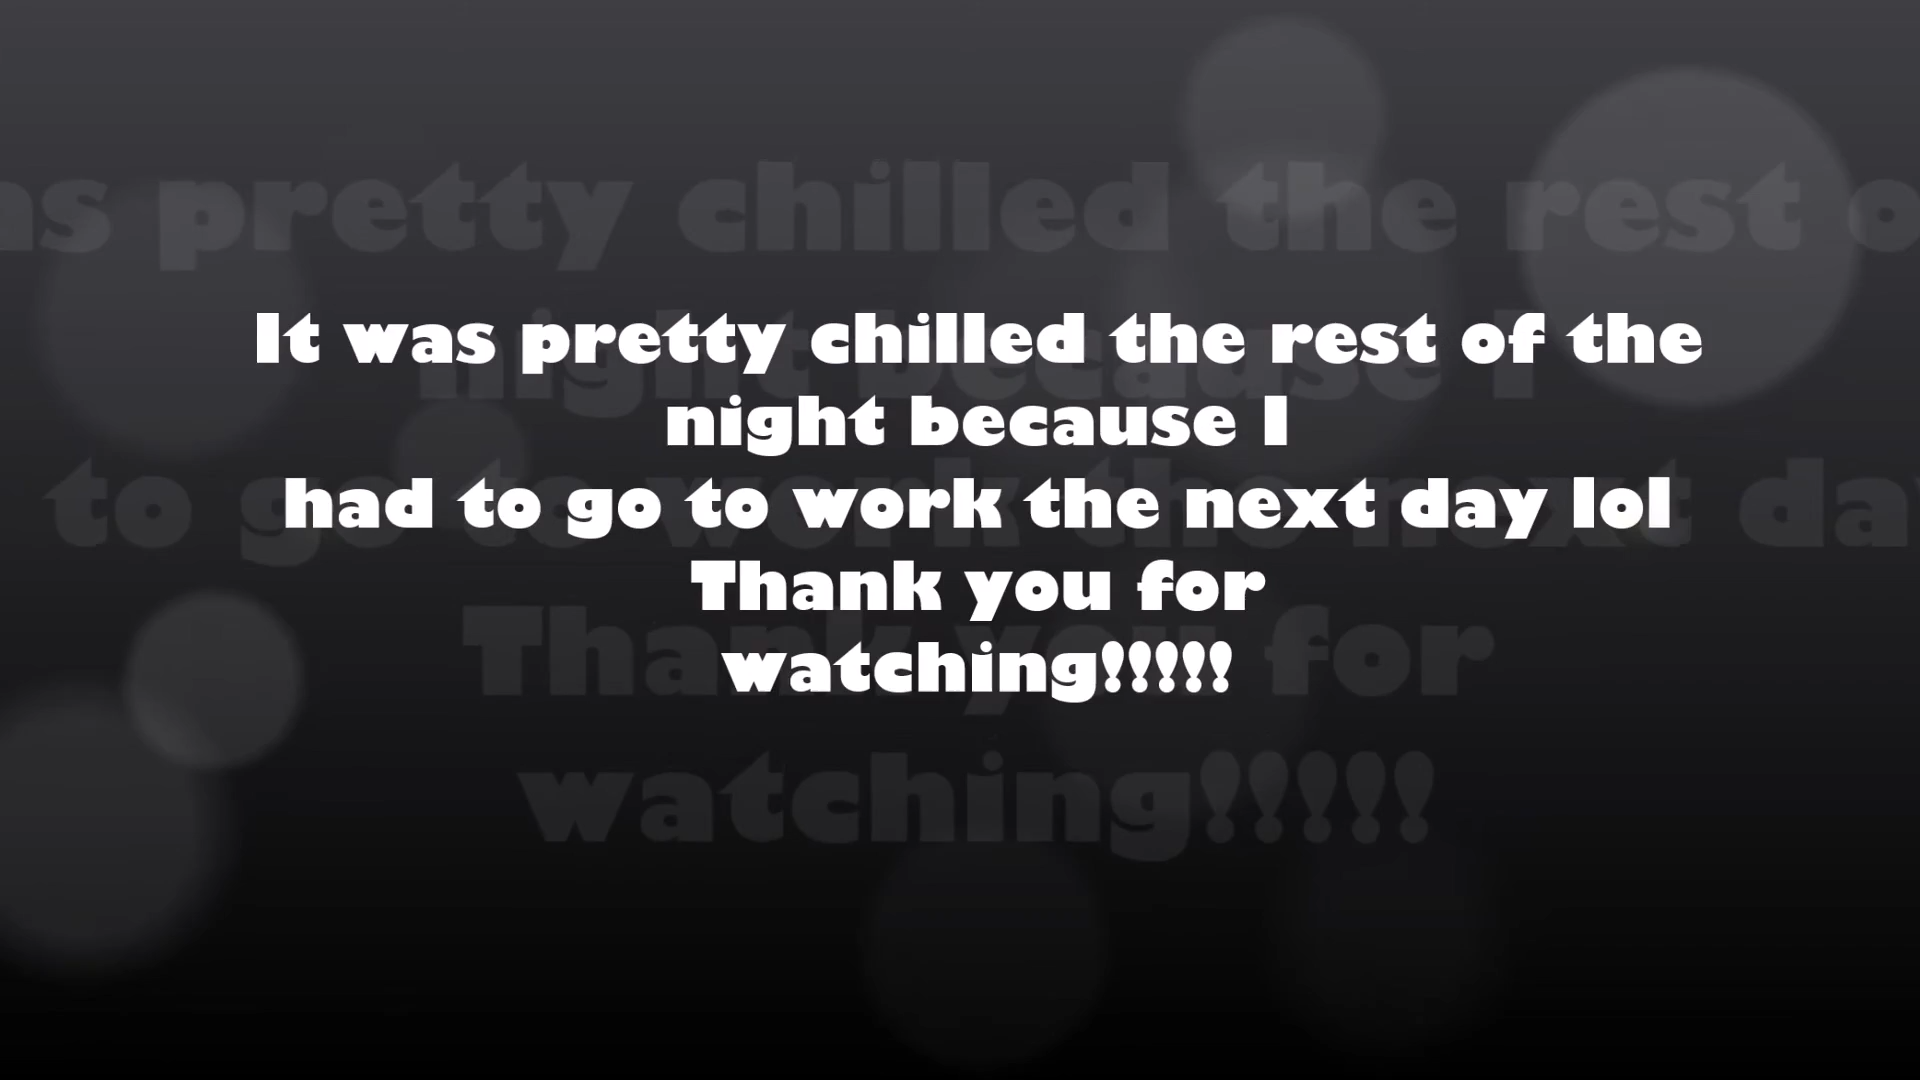 It was pretty chilled the rest of the
night because I
had to go to work the next day lol
Thank you for
watching!!!!!